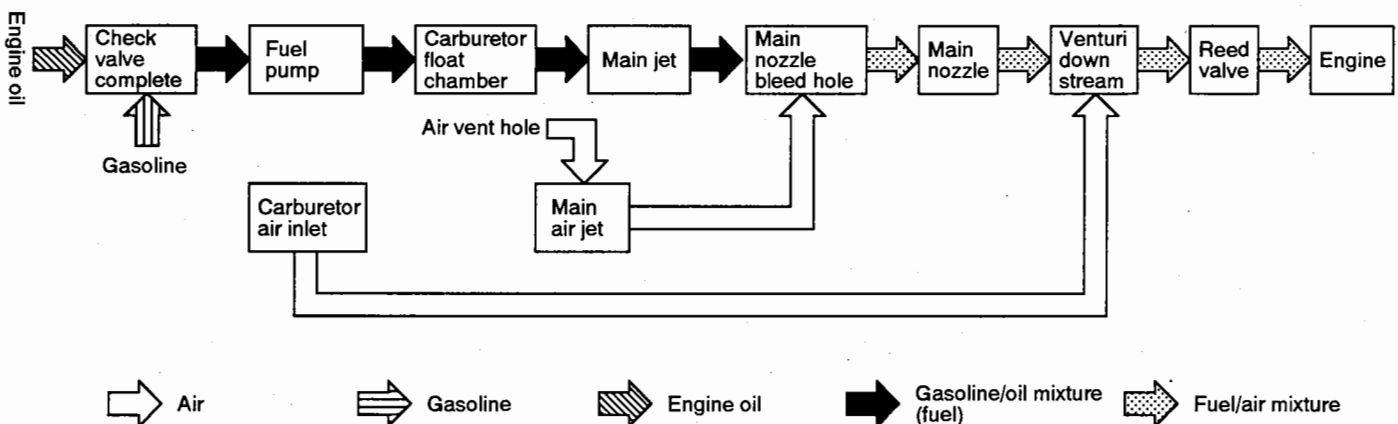 Engine oil
Check
valve
complete
Fuel
pump
Carburetor
float
chamber
Main jet
Main
nozzle
bleed hole
Main
nozzle
Venturi
down
stream
Reed
valve
Engine
Gasoline
Air vent hole
Carburetor
air inlet
Main
air jet
Air
Gasoline
Engine oil
Gasoline/oil mixture
(fuel)
Fuel/air mixture